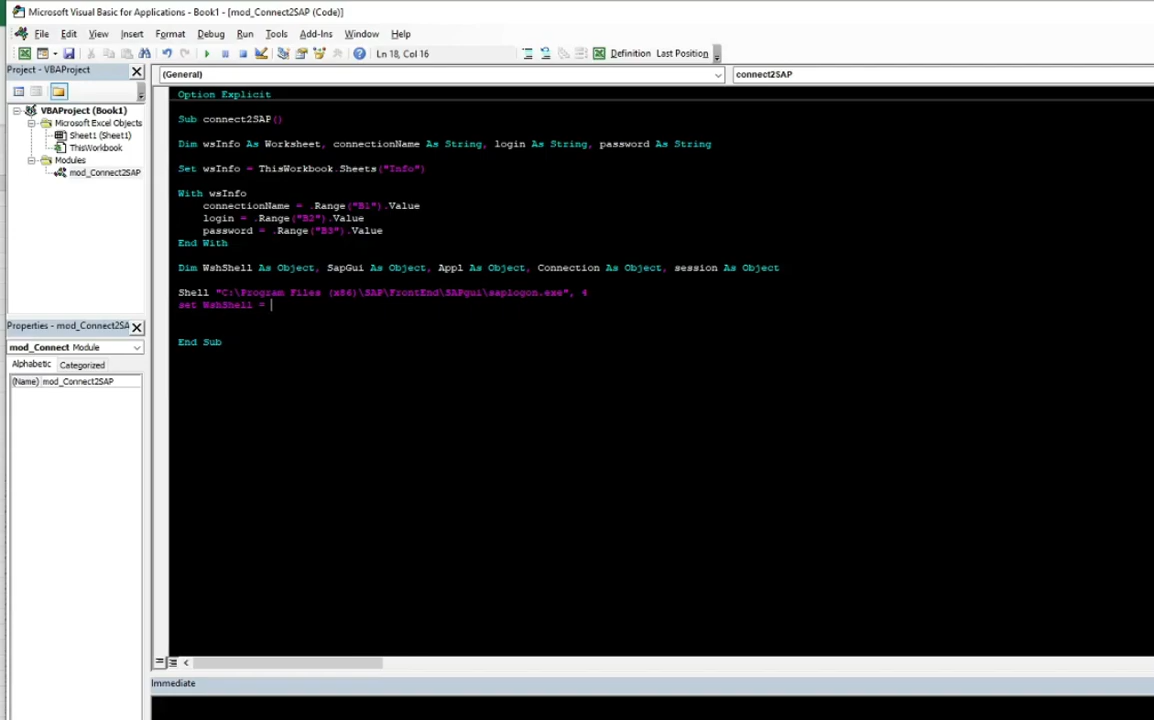 Microsoft Visual Basic for Applications - Book1 - [mod_Connect2SAP (Code)]
File Edit View Insert Format Debug Run Tools Add-Ins Window Help
Ln 18, Col 16 Definition Last Position
Project - VBAProject
(General) connect2SAP
VBAProject (Book1)
Microsoft Excel Objects
Sheet1 (Sheet1)
ThisWorkbook
Modules
mod_Connect2SAP
Option Explicit
Sub connect2SAP()
Dim wsInfo As Worksheet, connectionName As String, login As String, password As String
Set wsInfo = ThisWorkbook.Sheets("Info")
With wsInfo
connectionName = .Range("B1").Value
login = .Range("B2").Value
password = .Range("B3").Value
End With
Dim WshShell As Object, SapGui As Object, Appl As Object, Connection As Object, session As Object
Shell "C:\Program Files (x86)\SAP\FrontEnd\SAPgui\saplogon.exe", 4
set WshShell =
End Sub
Properties - mod_Connect2SA
mod_Connect Module
Alphabetic Categorized
(Name) mod_Connect2SAP
Immediate